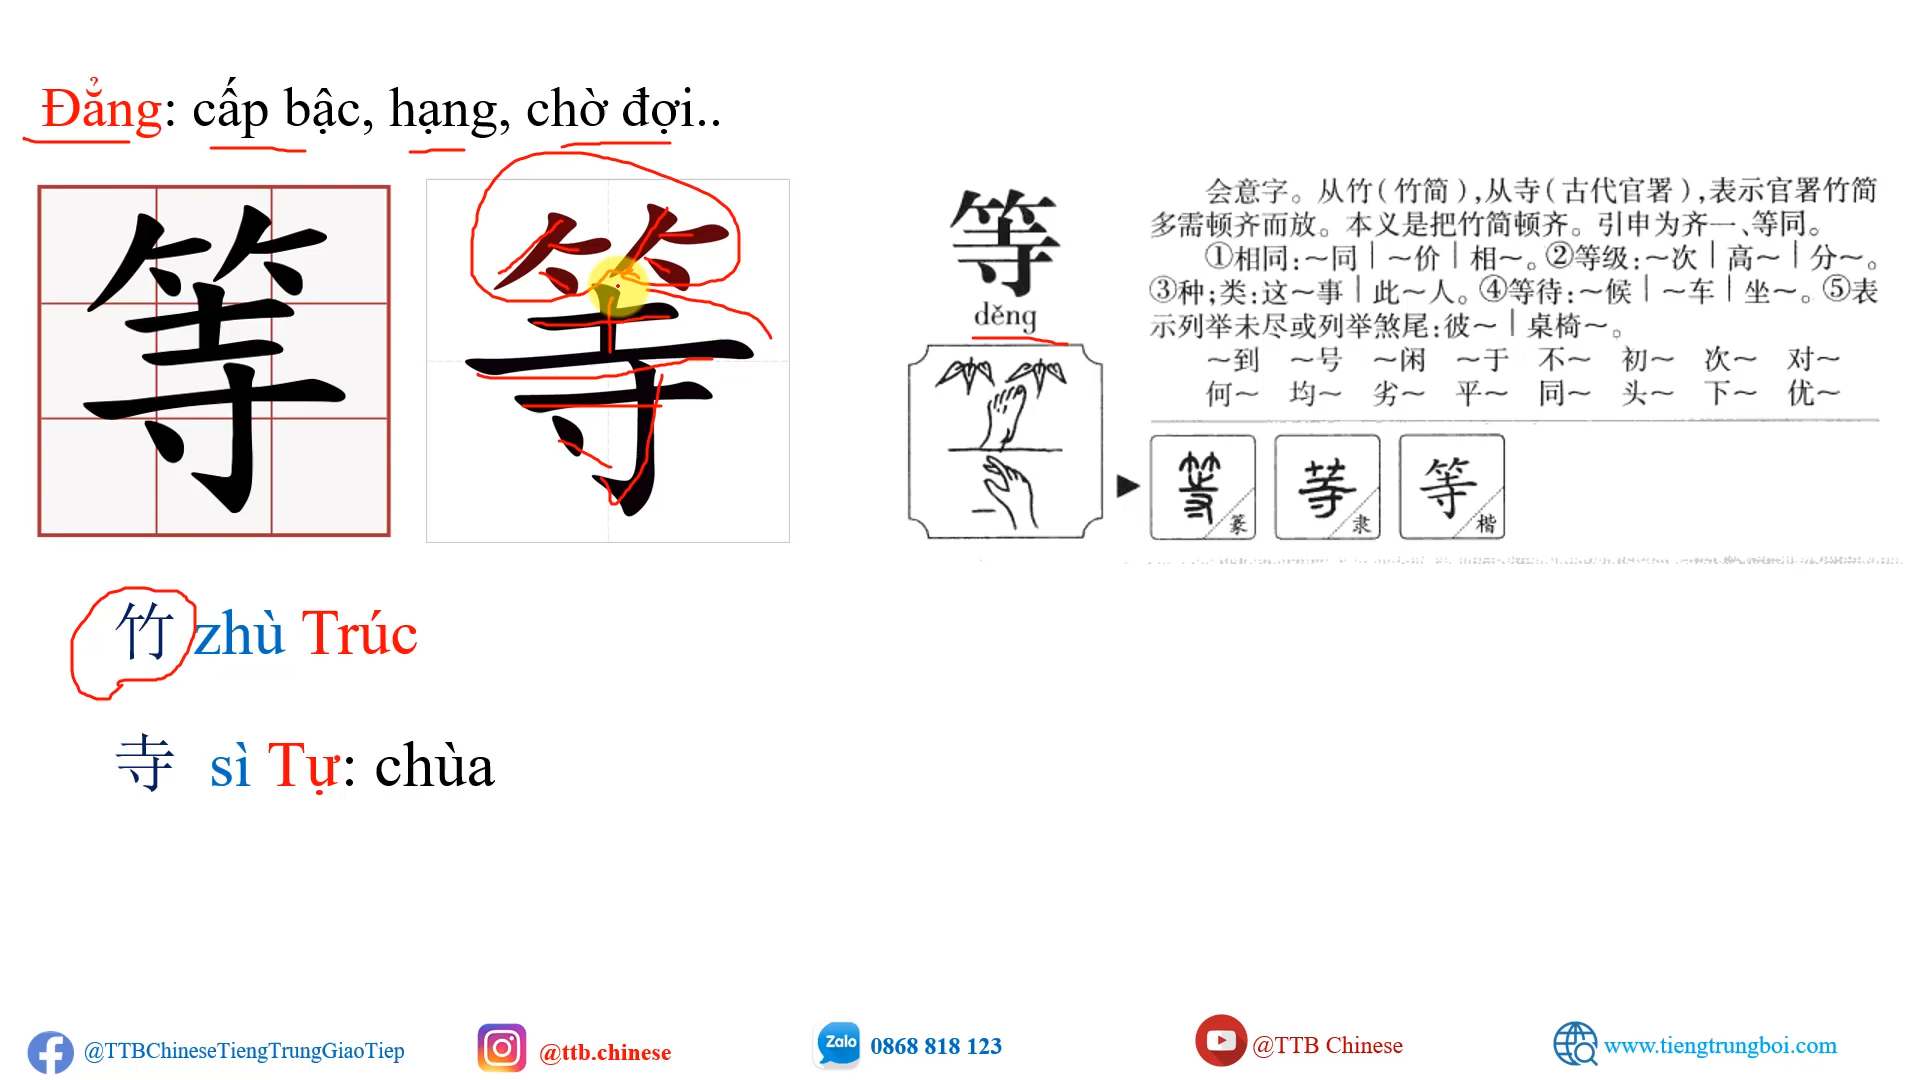 Đẳng: cấp bậc, hạng, chờ đợi..
等
等
等
děng
会意字。从竹(竹简),从寺(古代官署),表示官署竹简
多需顿齐而放。本义是把竹简顿齐。引申为齐一、等同。
①相同:～同|～价|相～。②等级:～次|高～|分～。
③种;类:这～事|此～人。④等待:～候|～车|坐～。⑤表
示列举未尽或列举煞尾:彼～|桌椅～。
～到 ～号 ～闲 ～于 不～ 初～ 次～ 对～
何～ 均～ 劣～ 平～ 同～ 头～ 下～ 优～
等 篆
等 隶
等 楷
竹 zhù Trúc
寺 sì Tự: chùa
@TTBChineseTiengTrungGiaoTiep
@ttb.chinese
Zalo 0868 818 123
@TTB Chinese
www.tiengtrungboi.com